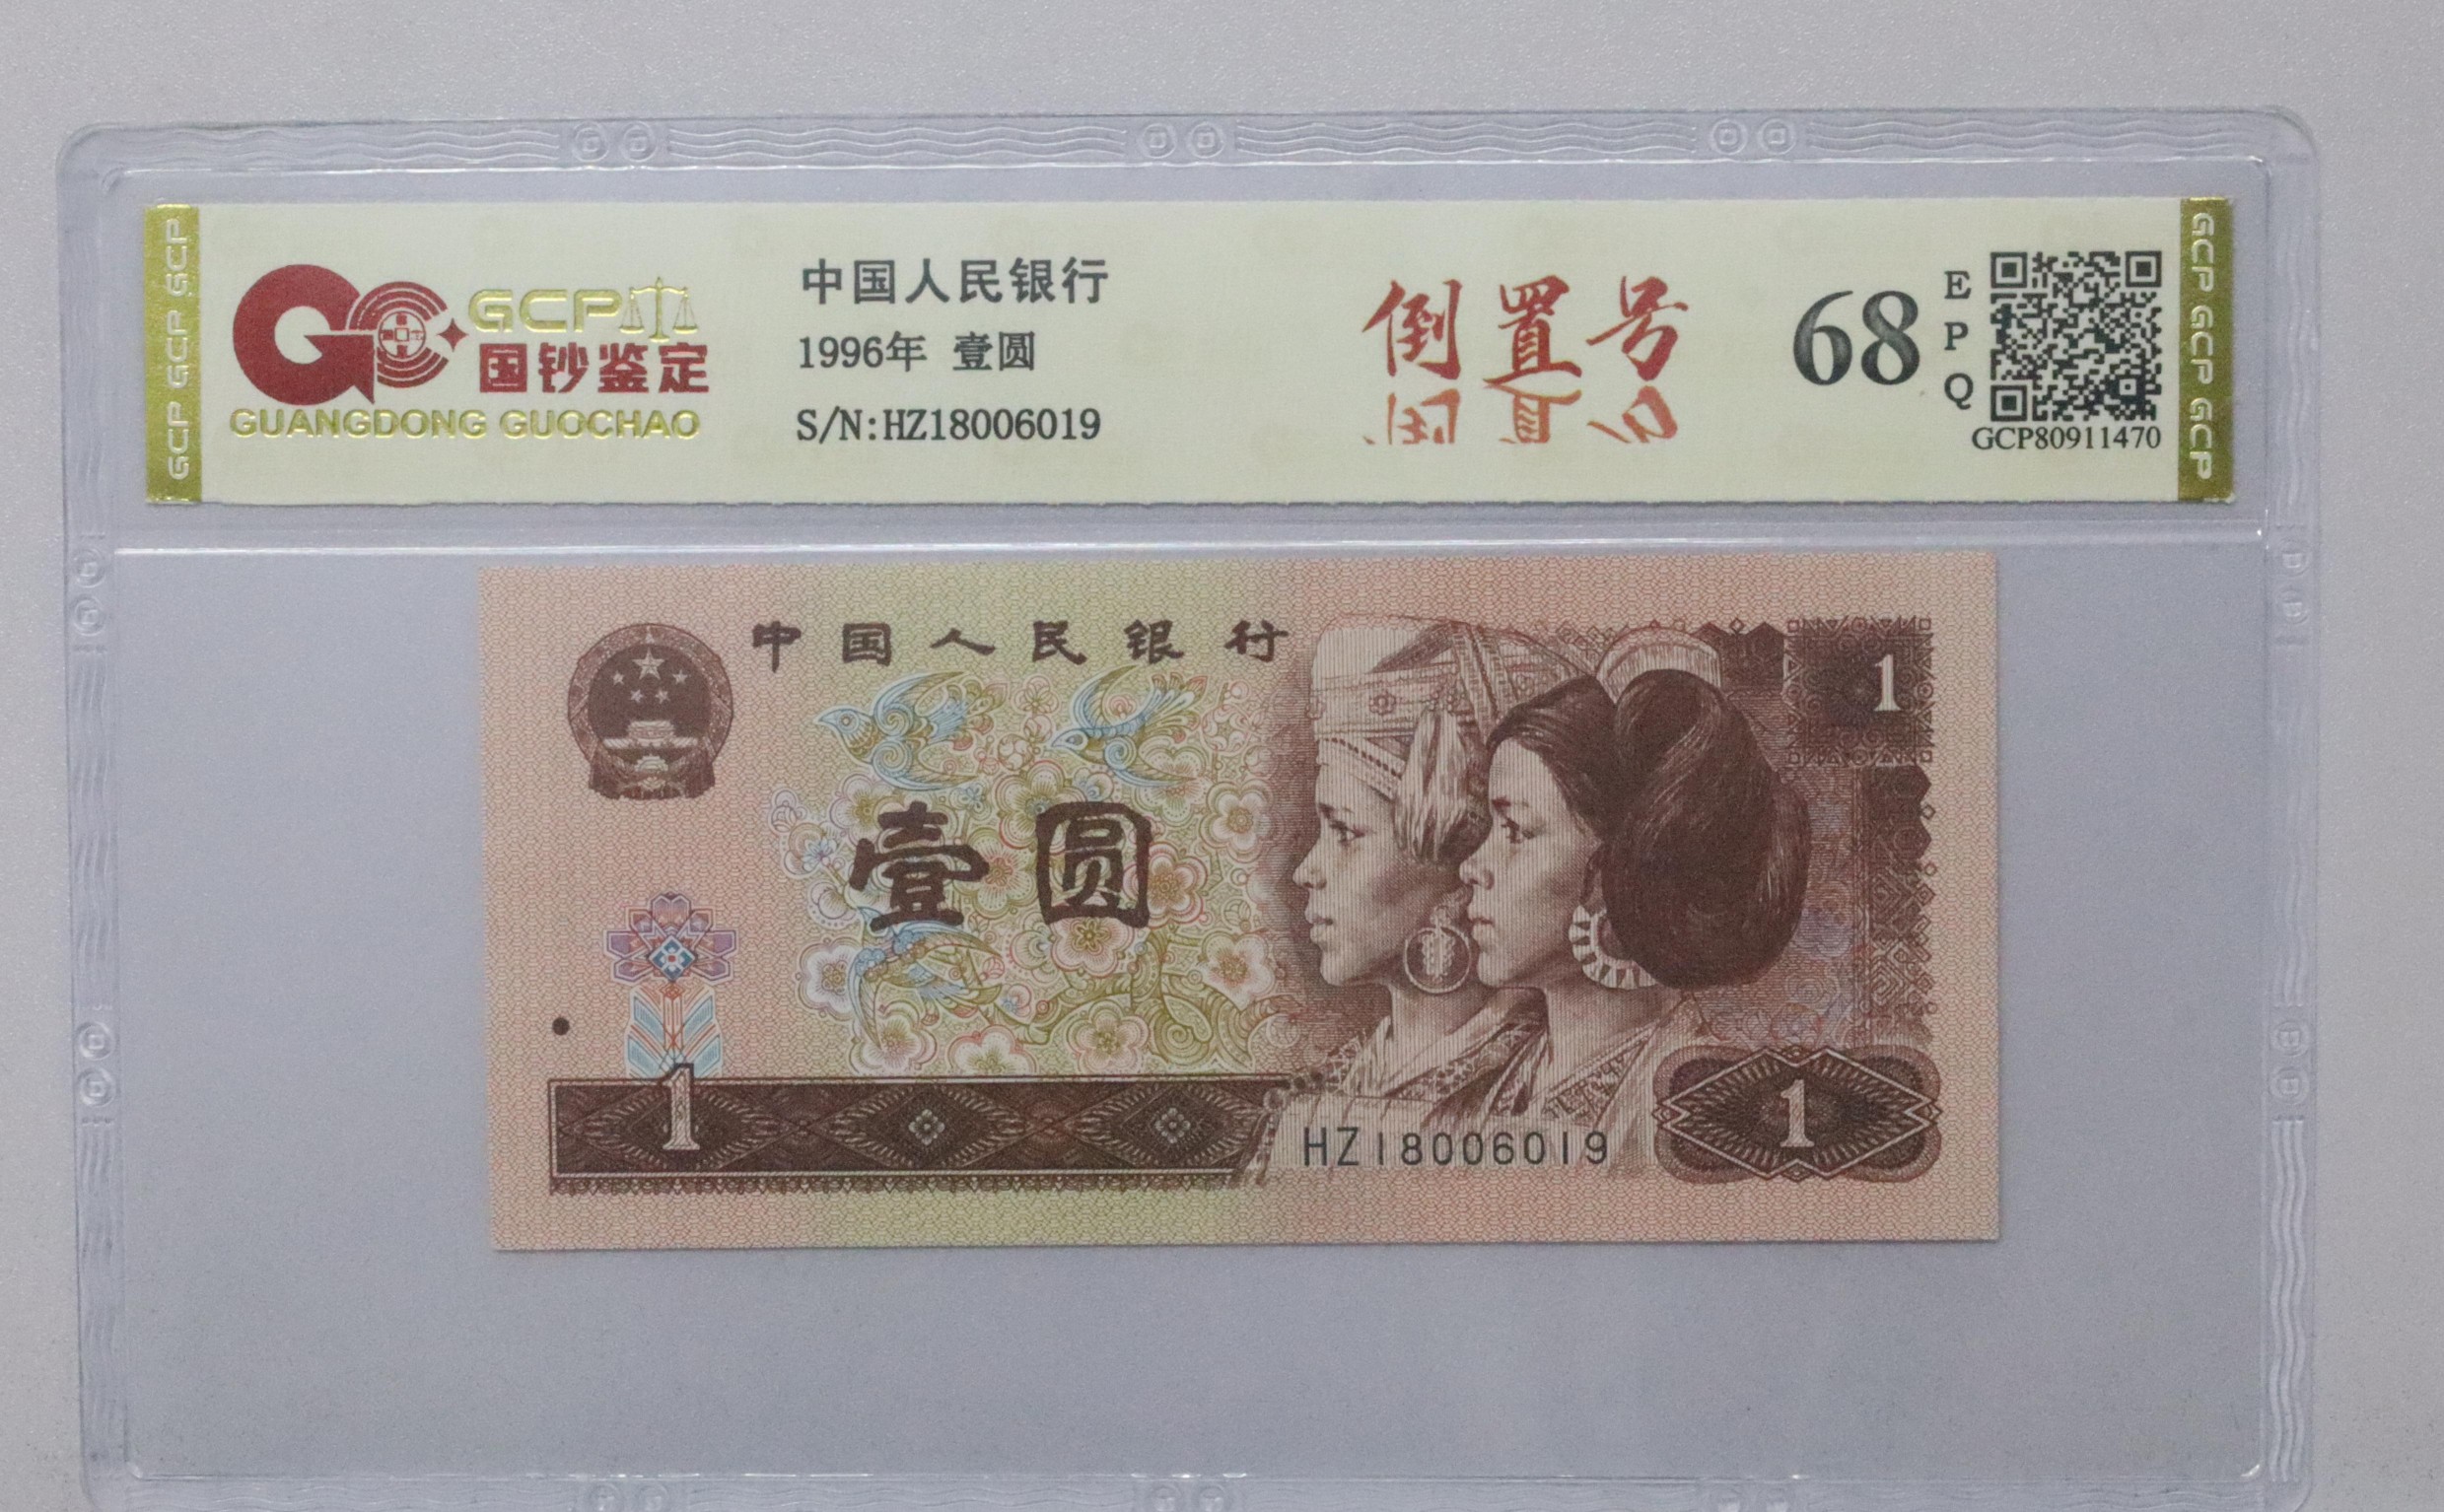 GCP GCP GCP
GCP
国钞鉴定
GUANGDONG GUOCHAO
中国人民银行
1996年 壹圆
S/N:HZ18006019
倒置号
68
EPQ
GCP80911470
GCP GCP GCP GCP
中国人民银行
1
壹圆
1
1
HZ18006019